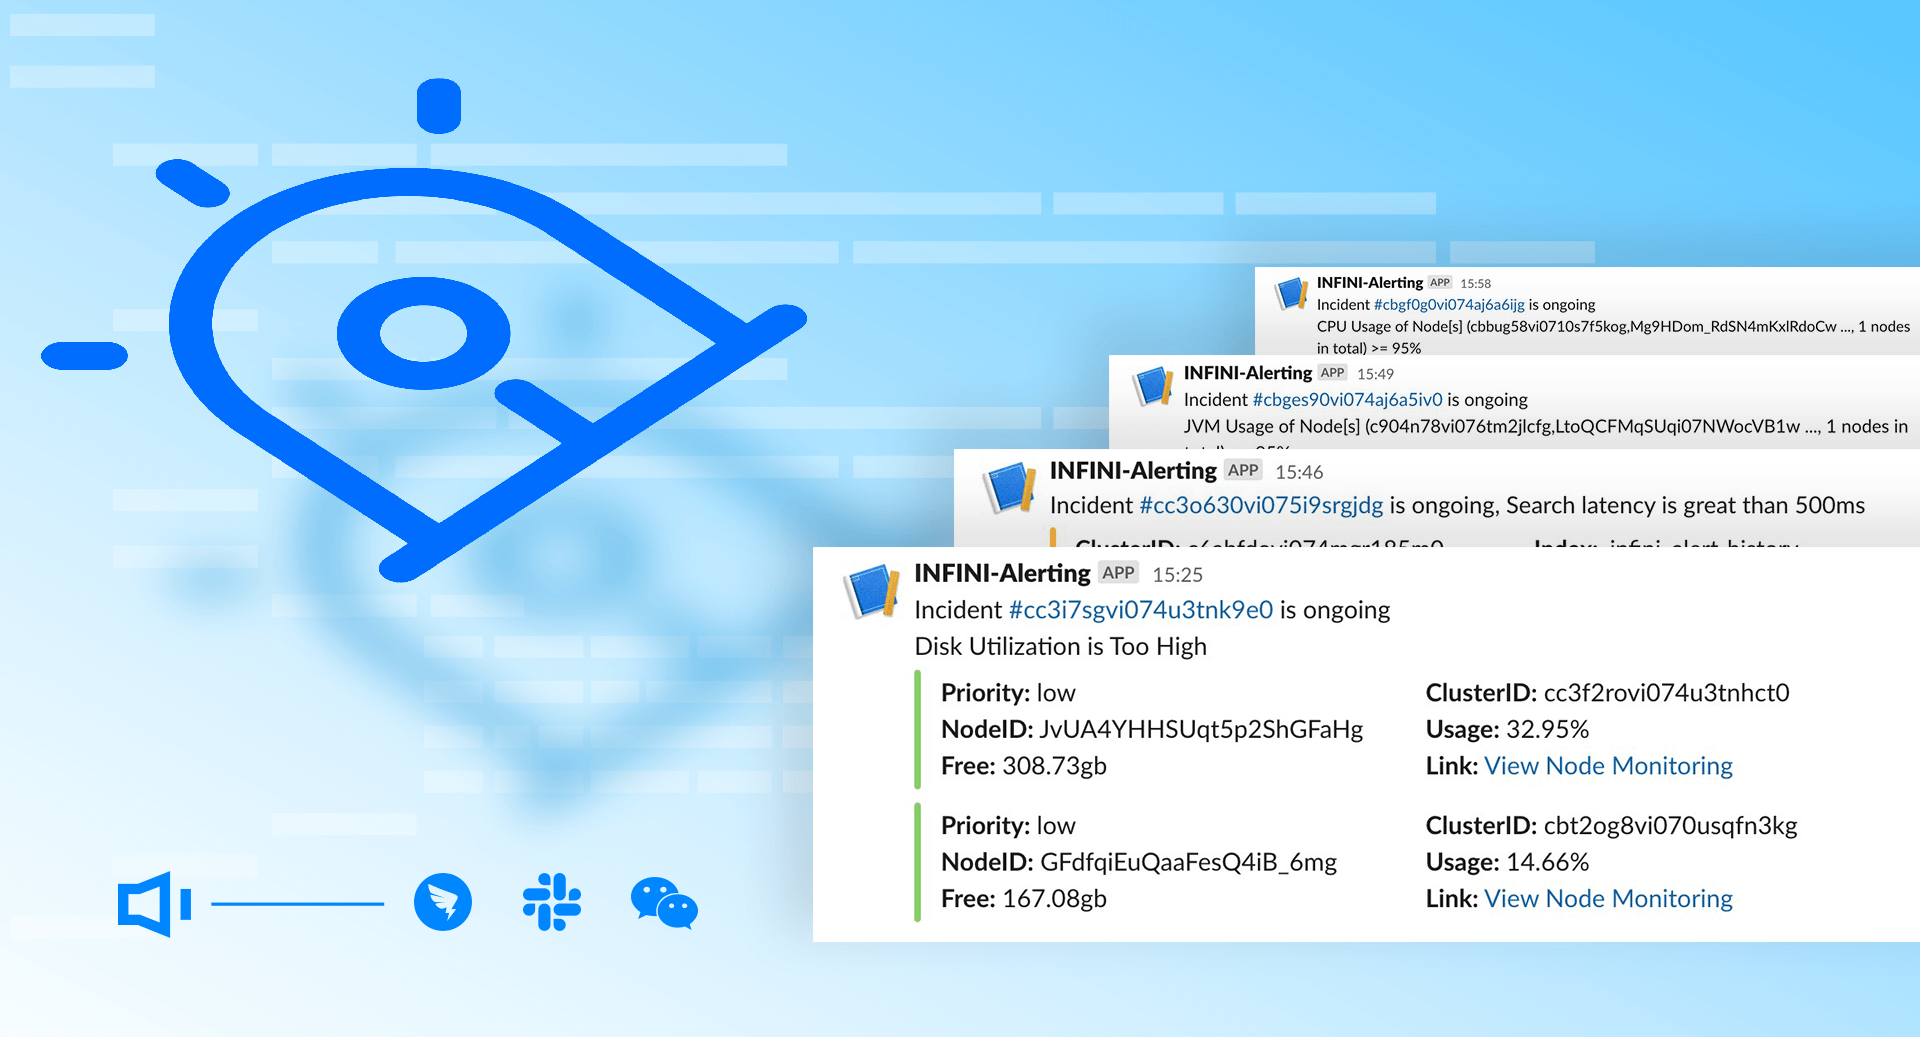 INFINI-Alerting APP 15:58
Incident #cbgf0g0vi074aj6a6ijg is ongoing
CPU Usage of Node[s] (cbbug58vi0710s7f5kog,Mg9HDom_RdSN4mKxlRdoCw ..., 1 nodes
in total) >= 95%
INFINI-Alerting APP 15:49
Incident #cbges90vi074aj6a5iv0 is ongoing
JVM Usage of Node[s] (c904n78vi076tm2jlcfg,LtoQCFMqSUqi07NWocVB1w ..., 1 nodes in
INFINI-Alerting APP 15:46
Incident #cc3o630vi075i9srgjdg is ongoing, Search latency is great than 500ms
ClusterID: Index: infini_alert-history
INFINI-Alerting APP 15:25
Incident #cc3i7sgvi074u3tnk9e0 is ongoing
Disk Utilization is Too High
Priority: low ClusterID: cc3f2rovi074u3tnhct0
NodeID: JvUA4YHHSUqt5p2ShGFaHg Usage: 32.95%
Free: 308.73gb Link: View Node Monitoring
Priority: low ClusterID: cbt2og8vi070usqfn3kg
NodeID: GFdfqiEuQaaFesQ4iB_6mg Usage: 14.66%
Free: 167.08gb Link: View Node Monitoring